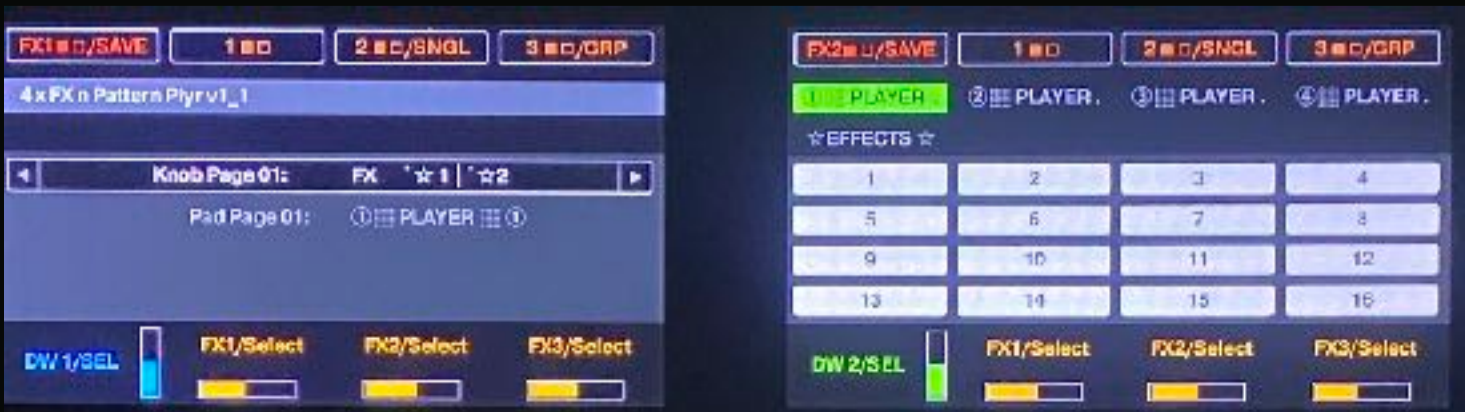 FX1■□/SAVE 1■□ 2■□/SNGL 3■□/GRP
4xFX n Pattern Plyr v1_1
◀ Knob Page 01: FX *☆1|*☆2 ▶
Pad Page 01: ①▦ PLAYER ▦①
DW 1/SEL FX1/Select FX2/Select FX3/Select
FX2■□/SAVE 1■□ 2■□/SNGL 3■□/GRP
①▦ PLAYER. ②▦ PLAYER. ③▦ PLAYER. ④▦ PLAYER.
☆EFFECTS☆
1 2 3 4
5 6 7 8
9 10 11 12
13 14 15 16
DW 2/SEL FX1/Select FX2/Select FX3/Select